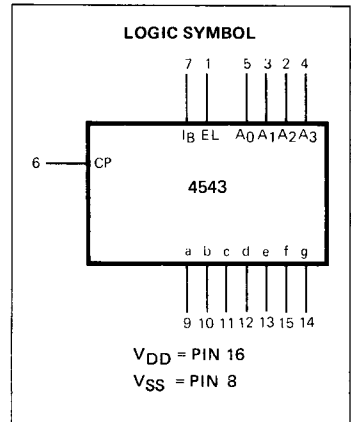 LOGIC SYMBOL
7 1 5 3 2 4
IB EL A0 A1 A2 A3
6 CP
4543
a b c d e f g
9 10 11 12 13 15 14
VDD = PIN 16
VSS = PIN 8